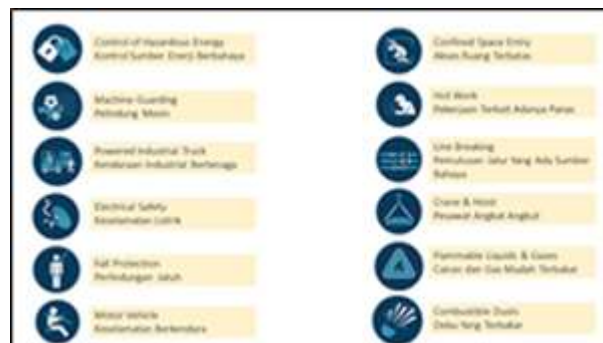 Control of Hazardous Energy
Kontrol Sumber Energi Berbahaya
Machine Guarding
Pelindung Mesin
Powered Industrial Truck
Kendaraan Industrial Bertenaga
Electrical Safety
Keselamatan Listrik
Fall Protection
Perlindungan Jatuh
Motor Vehicle
Keselamatan Berkendara
Confined Space Entry
Akses Ruang Terbatas
Hot Work
Pekerjaan Terkait Adanya Panas
Line Breaking
Pemutusan Jalur Yang Ada Sumber
Bahaya
Crane & Hoist
Pesawat Angkat Angkut
Flammable Liquids & Gases
Cairan dan Gas Mudah Terbakar
Combustible Dusts
Debu Yang Terbakar